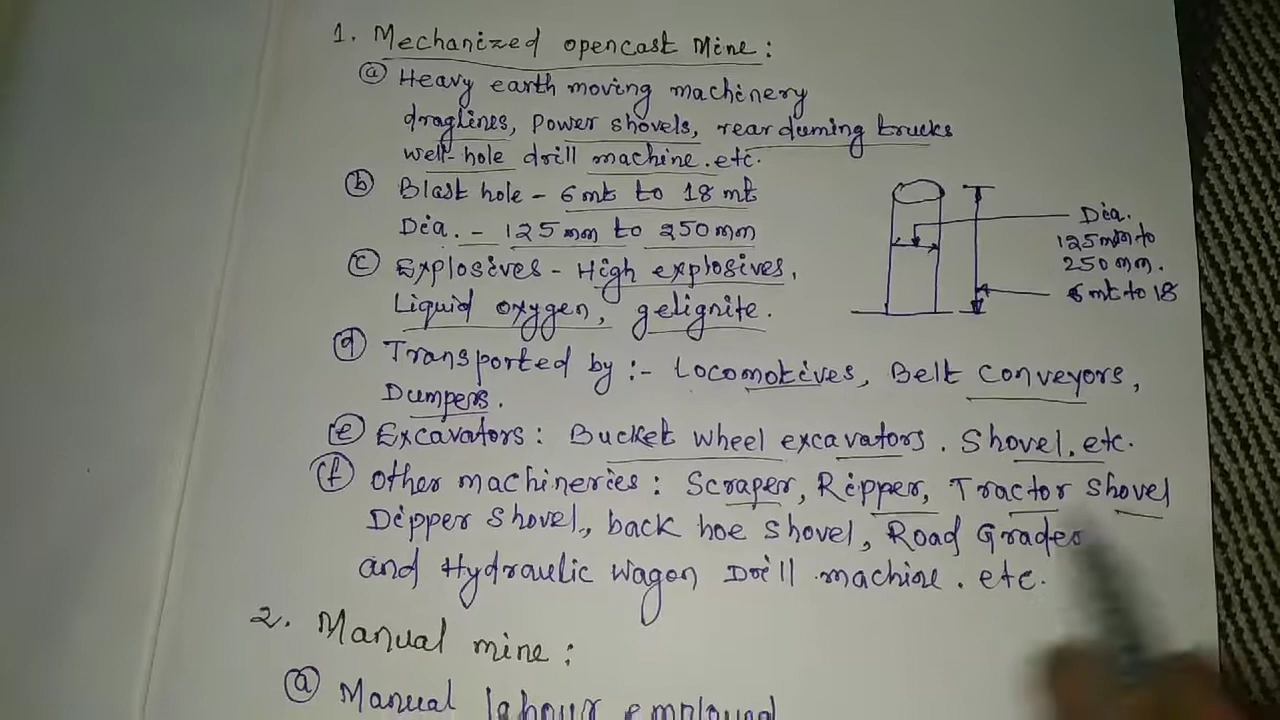 1. Mechanized opencast Mine :
(a) Heavy earth moving machinery
draglines, Power shovels, rear duming trucks
well-hole drill machine. etc.
(b) Blast hole - 6 mt to 18 mt
Dia. - 125 mm to 250 mm
(c) Explosives - High explosives,
Liquid oxygen, gelignite.
(d) Transported by :- Locomotives, Belt conveyors,
Dumpers.
(e) Excavators : Bucket wheel excavators. Shovel. etc.
(f) Other machineries : Scraper, Ripper, Tractor Shovel
Dipper Shovel, back hoe shovel, Road Grader
and Hydraulic wagon Drill machine. etc.
Dia.
125 mm to
250 mm.
6 mt to 18
2. Manual mine :
(a) Manual labour employed